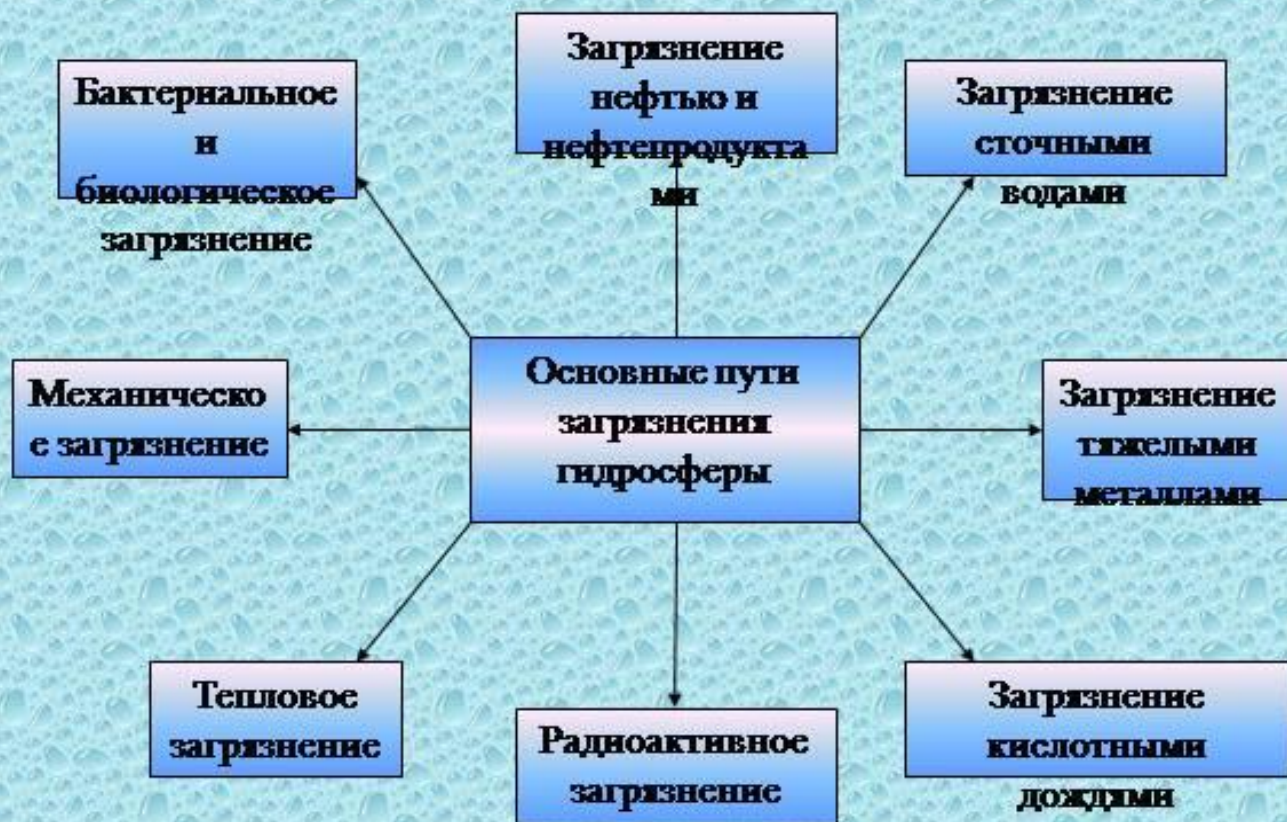 Загрязнение
нефтью и
нефтепродукта
ми
Бактериальное
и
биологическое
загрязнение
Загрязнение
сточными
водами
Механическо
е загрязнение
Основные пути
загрязнения
гидросферы
Загрязнение
тяжелыми
металлами
Тепловое
загрязнение
Радиоактивное
загрязнение
Загрязнение
кислотными
дождями